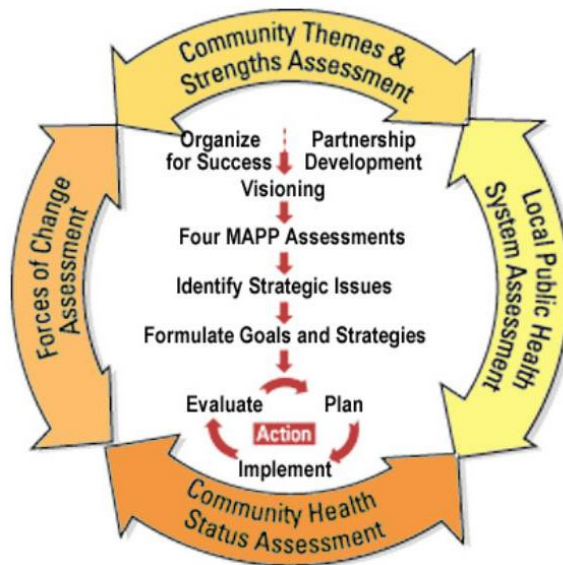 Community Themes &
Strengths Assessment
Organize
for Success
Partnership
Development
Visioning
Four MAPP Assessments
Identify Strategic Issues
Formulate Goals and Strategies
Evaluate
Plan
Action
Implement
Forces of Change
Assessment
Local Public Health
System Assessment
Community Health
Status Assessment